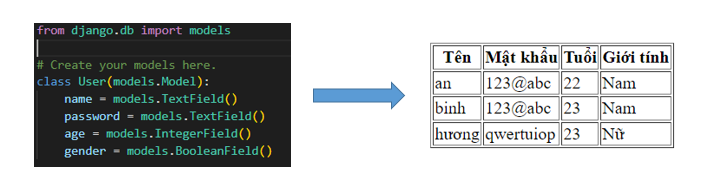 from django.db import models
# Create your models here.
class User(models.Model):
name = models.TextField()
password = models.TextField()
age = models.IntegerField()
gender = models.BooleanField()
Tên Mật khẩu Tuổi Giới tính
an 123@abc 22 Nam
binh 123@abc 23 Nam
hương qwertuiop 23 Nữ